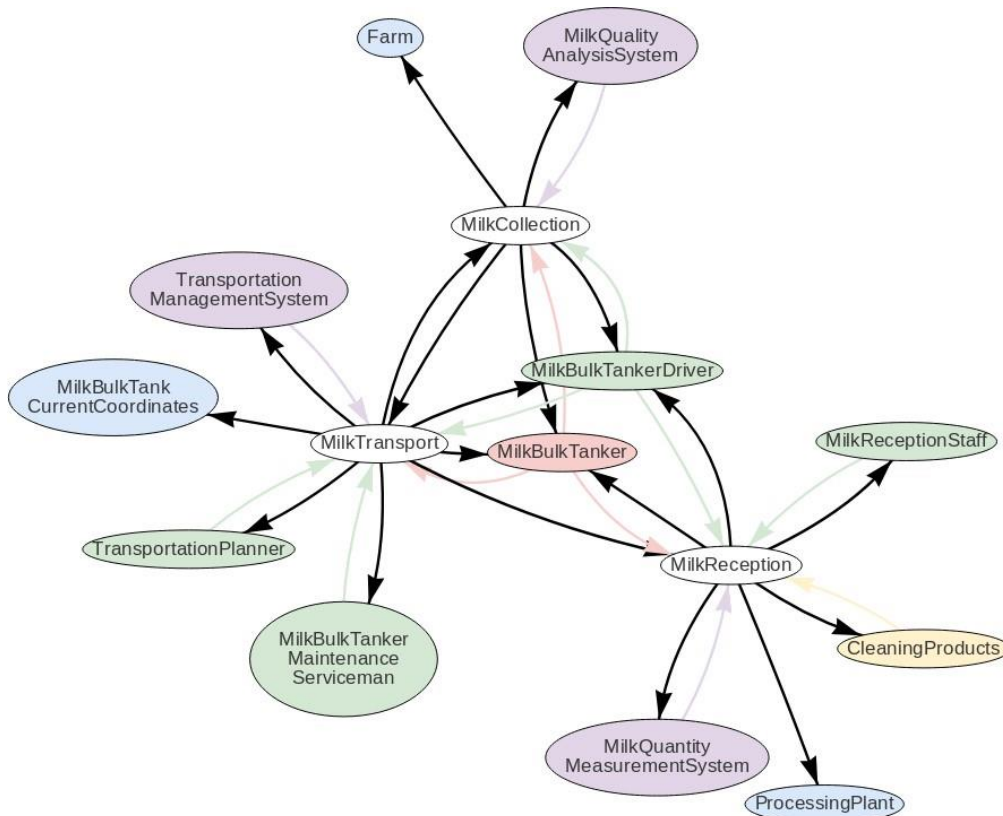 Farm
MilkQuality
AnalysisSystem
MilkCollection
Transportation
ManagementSystem
MilkBulkTankerDriver
MilkBulkTank
CurrentCoordinates
MilkTransport
MilkBulkTanker
MilkReceptionStaff
TransportationPlanner
MilkReception
MilkBulkTanker
Maintenance
Serviceman
CleaningProducts
MilkQuantity
MeasurementSystem
ProcessingPlant